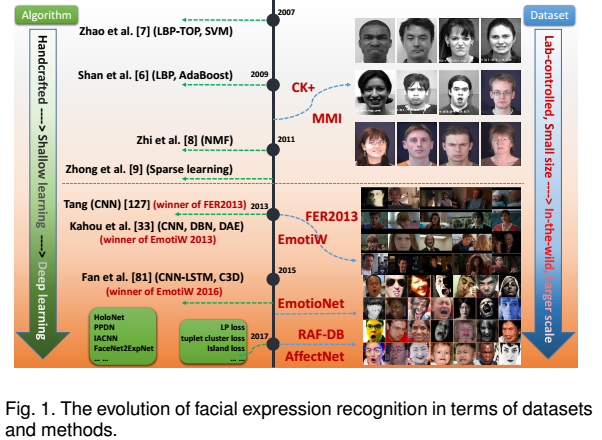 Algorithm
Dataset
2007
Zhao et al. [7] (LBP-TOP, SVM)
Shan et al. [6] (LBP, AdaBoost)
2009
CK+
MMI
Zhi et al. [8] (NMF)
2011
Zhong et al. [9] (Sparse learning)
Tang (CNN) [127] (winner of FER2013)
2013
FER2013
Kahou et al. [33] (CNN, DBN, DAE)
(winner of EmotiW 2013)
EmotiW
Fan et al. [81] (CNN-LSTM, C3D)
(winner of EmotiW 2016)
2015
EmotioNet
HoloNet
PPDN
IACNN
FaceNet2ExpNet
... ...
LP loss
tuplet cluster loss
Island loss
... ...
2017
RAF-DB
AffectNet
Handcrafted ----> Shallow learning ----> Deep learning
Lab-controlled, Small size ----> In-the-wild, Larger scale
Fig. 1. The evolution of facial expression recognition in terms of datasets
and methods.